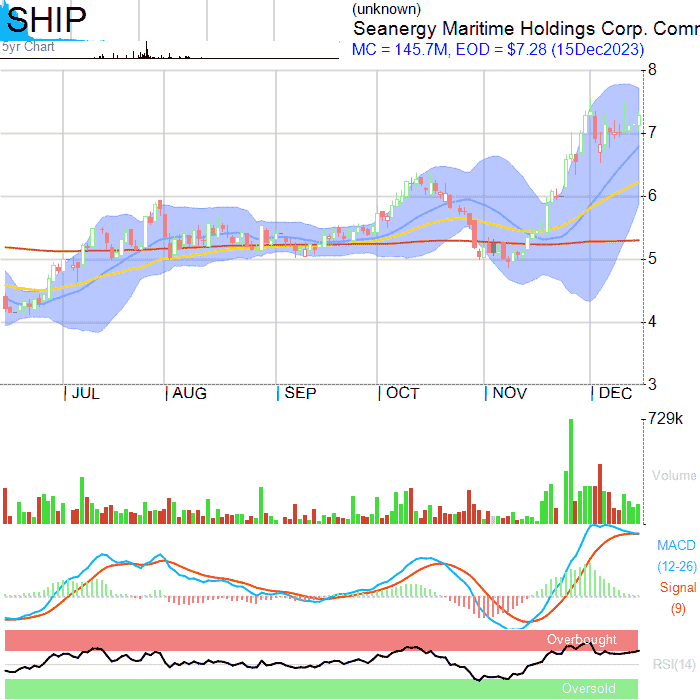 SHIP
(unknown)
Seanergy Maritime Holdings Corp. Comm
MC = 145.7M, EOD = $7.28 (15Dec2023)
5yr Chart
8
7
6
5
4
3
JUL AUG SEP OCT NOV DEC
729k
Volume
MACD
(12-26)
Signal
(9)
Overbought
RSI(14)
Oversold